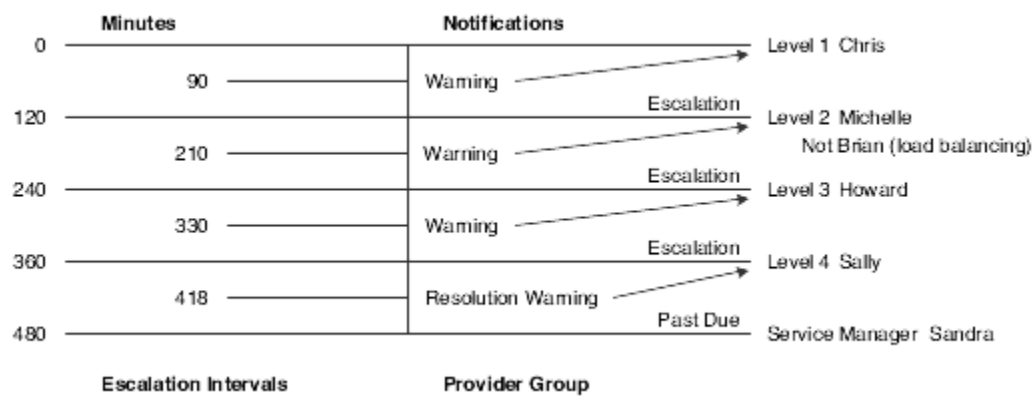 Minutes Notifications
0 Level 1 Chris
90 Warning
Escalation
120 Level 2 Michelle
210 Warning Not Brian (load balancing)
Escalation
240 Level 3 Howard
330 Warning
Escalation
360 Level 4 Sally
418 Resolution Warning
Past Due
480 Service Manager Sandra
Escalation Intervals Provider Group